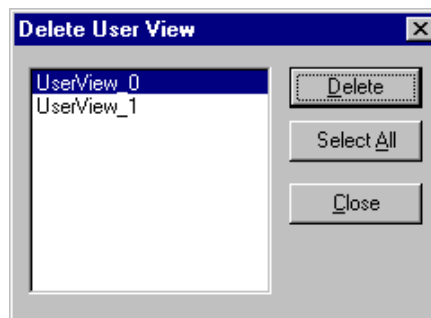 Delete User View
UserView_0
UserView_1
Delete
Select All
Close